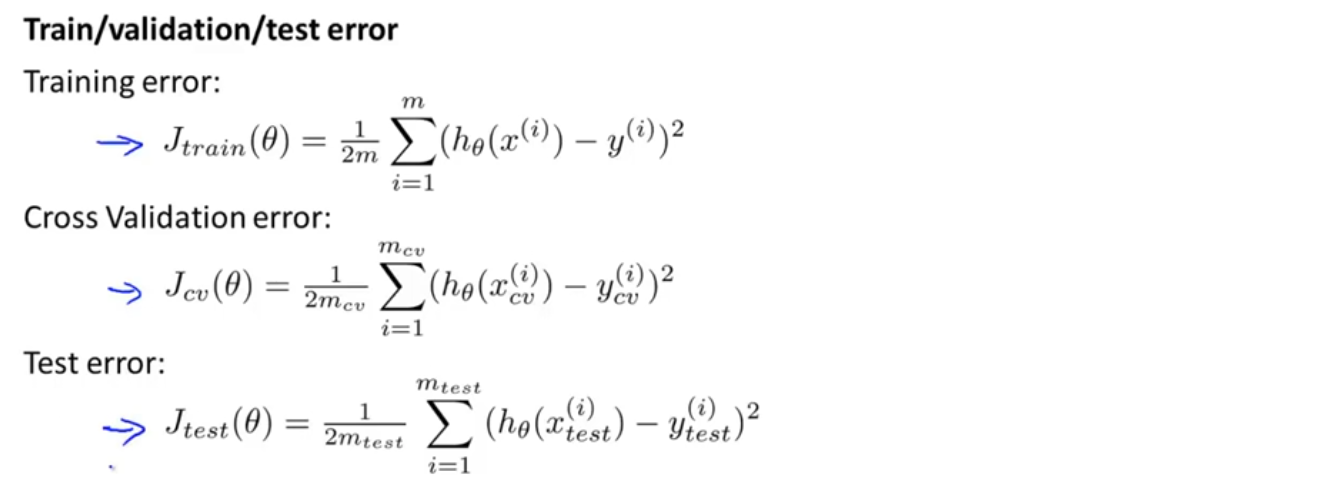 Train/validation/test error
Training error:
→ J_{train}(θ) = \frac{1}{2m} \sum_{i=1}^{m} (h_θ(x^{(i)}) − y^{(i)})^2
Cross Validation error:
→ J_{cv}(θ) = \frac{1}{2m_{cv}} \sum_{i=1}^{m_{cv}} (h_θ(x_{cv}^{(i)}) − y_{cv}^{(i)})^2
Test error:
→ J_{test}(θ) = \frac{1}{2m_{test}} \sum_{i=1}^{m_{test}} (h_θ(x_{test}^{(i)}) − y_{test}^{(i)})^2